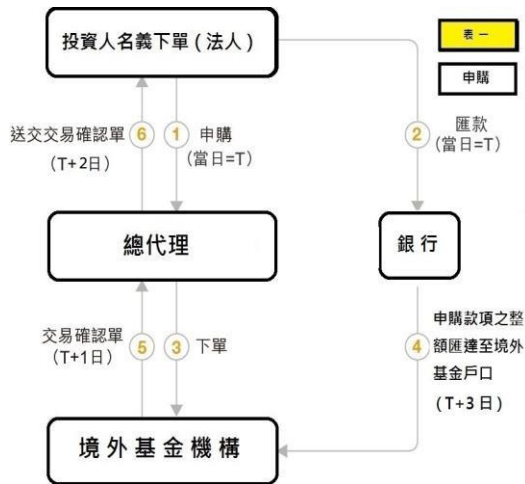 投資人名義下單(法人)
表一
申購
送交交易確認單
(T+2日)
6
1
申購
(當日=T)
2
匯款
(當日=T)
總代理
銀行
交易確認單
(T+1日)
5
3
下單
4
申購款項之整
額匯達至境外
基金戶口
(T+3日)
境外基金機構